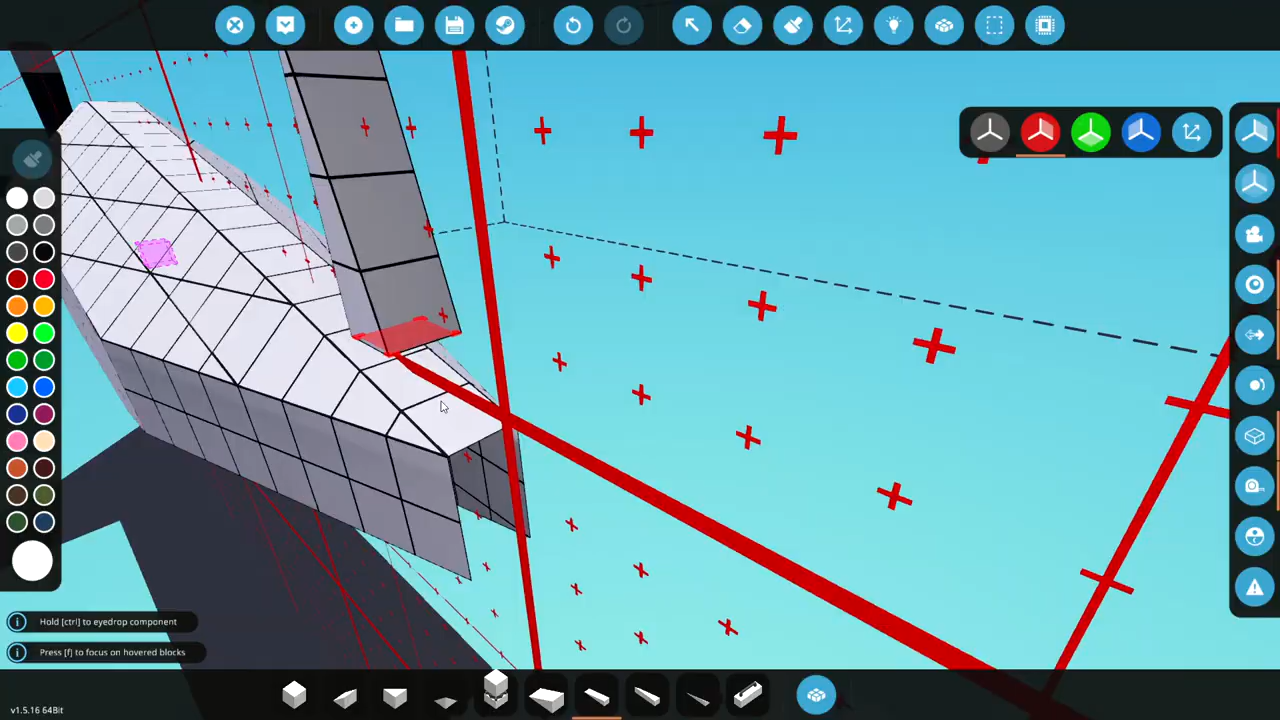 Hold [ctrl] to eyedrop component
Press [f] to focus on hovered blocks
v1.5.16 64Bit